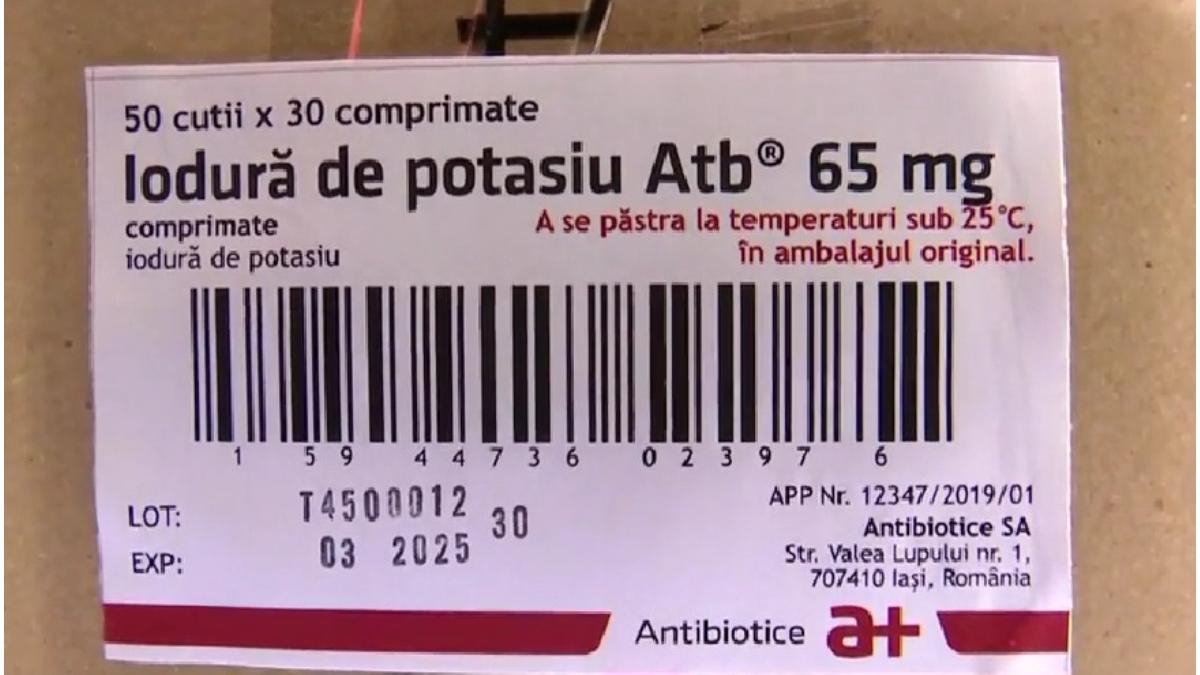 50 cutii x 30 comprimate
Iodură de potasiu Atb® 65 mg
comprimate
iodură de potasiu
A se păstra la temperaturi sub 25°C,
în ambalajul original.
1 59 44736 02397 6
LOT: T4500012 30
EXP: 03 2025
APP Nr. 12347/2019/01
Antibiotice SA
Str. Valea Lupului nr. 1,
707410 Iași, România
Antibiotice a+